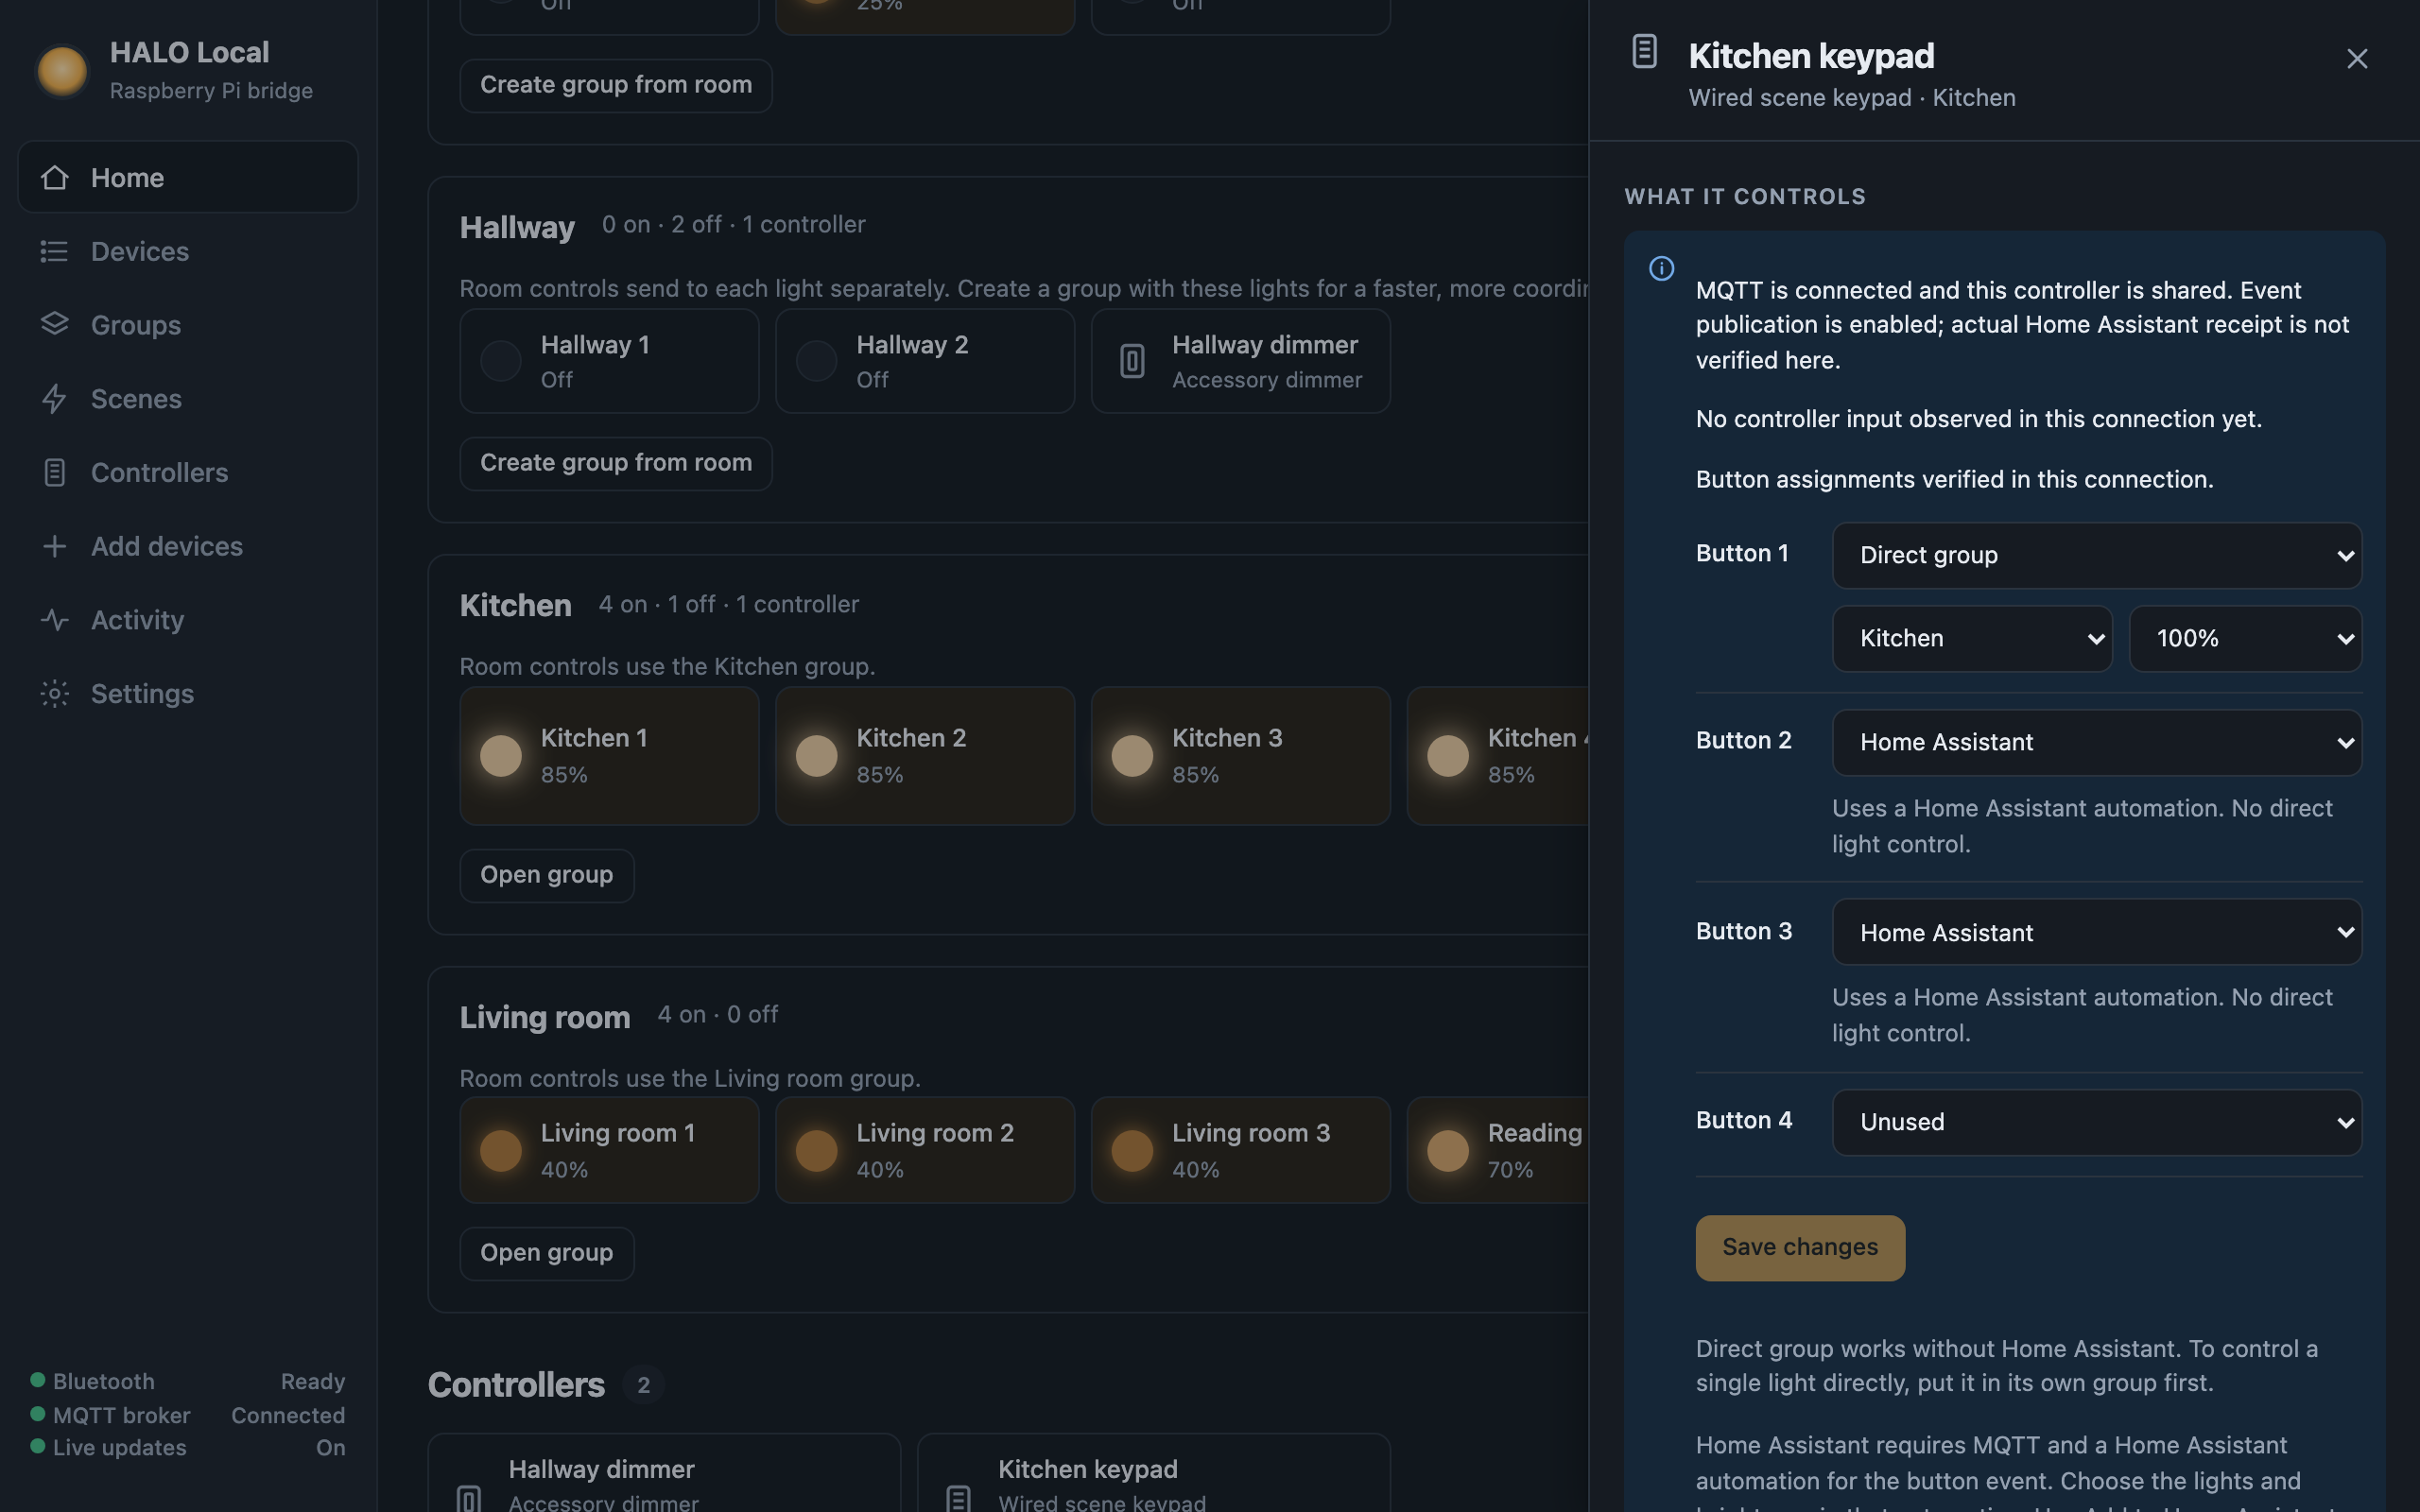 HALO Local
Raspberry Pi bridge
Home
Devices
Groups
Scenes
Controllers
Add devices
Activity
Settings
Bluetooth Ready
MQTT broker Connected
Live updates On
25%
Create group from room
Hallway 0 on · 2 off · 1 controller
Room controls send to each light separately. Create a group with these lights for a faster, more
Hallway 1
Off
Hallway 2
Off
Hallway dimmer
Accessory dimmer
Create group from room
Kitchen 4 on · 1 off · 1 controller
Room controls use the Kitchen group.
Kitchen 1
85%
Kitchen 2
85%
Kitchen 3
85%
Kitchen
85%
Open group
Living room 4 on · 0 off
Room controls use the Living room group.
Living room 1
40%
Living room 2
40%
Living room 3
40%
Reading
70%
Open group
Controllers 2
Hallway dimmer
Accessory dimmer
Kitchen keypad
Wired scene keypad
Kitchen keypad
Wired scene keypad · Kitchen
WHAT IT CONTROLS
MQTT is connected and this controller is shared. Event
publication is enabled; actual Home Assistant receipt is not
verified here.
No controller input observed in this connection yet.
Button assignments verified in this connection.
Button 1 Direct group
Kitchen 100%
Button 2 Home Assistant
Uses a Home Assistant automation. No direct
light control.
Button 3 Home Assistant
Uses a Home Assistant automation. No direct
light control.
Button 4 Unused
Save changes
Direct group works without Home Assistant. To control a
single light directly, put it in its own group first.
Home Assistant requires MQTT and a Home Assistant
automation for the button event. Choose the lights and